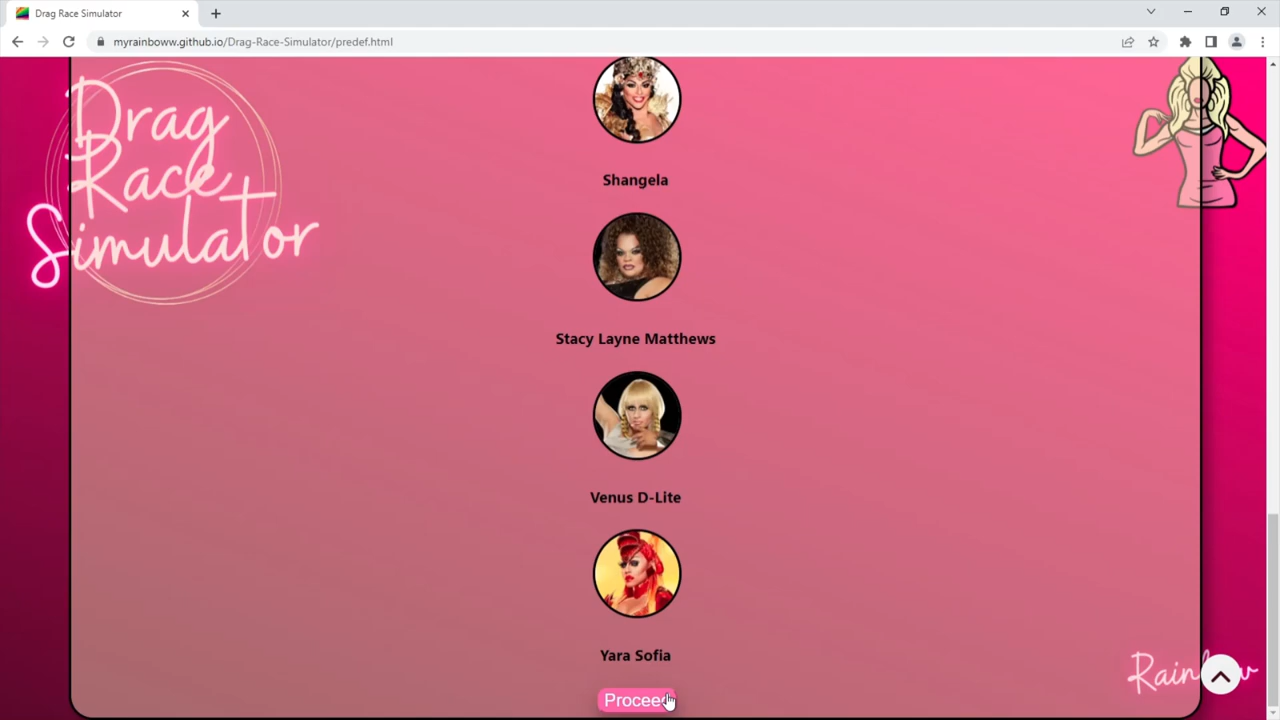 Drag Race Simulator
myrainboww.github.io/Drag-Race-Simulator/predef.html
Drag
Race
Simulator
Shangela
Stacy Layne Matthews
Venus D-Lite
Yara Sofia
Proceed